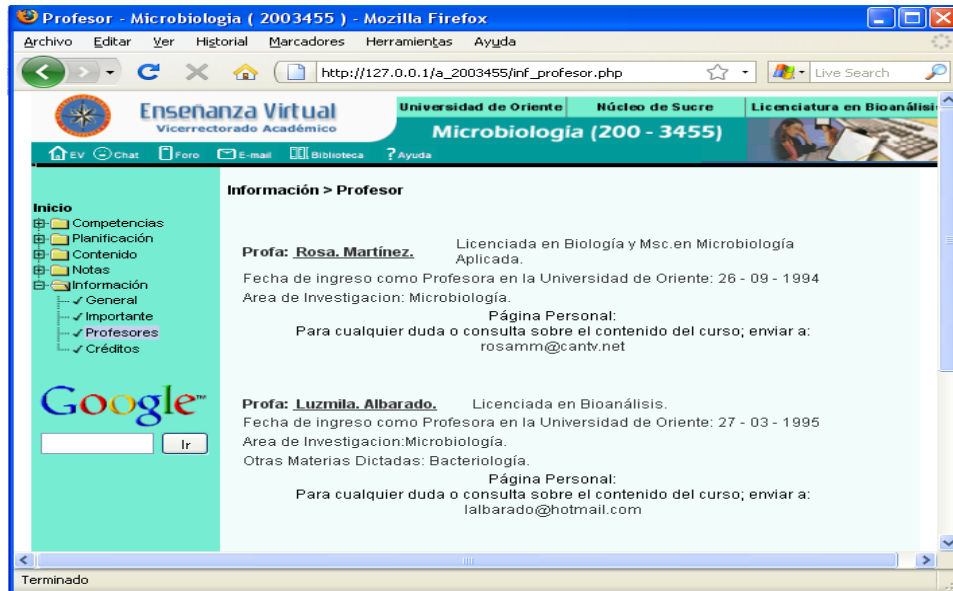 Profesor - Microbiologia ( 2003455 ) - Mozilla Firefox
Archivo Editar Ver Historial Marcadores Herramientas Ayuda
http://127.0.0.1/a_2003455/inf_profesor.php Live Search
Enseñanza Virtual
Vicerrectorado Académico
Universidad de Oriente Núcleo de Sucre Licenciatura en Bioanálisi
Microbiología (200 - 3455)
EV Chat Foro E-mail Biblioteca ? Ayuda
Inicio
Competencias
Planificación
Contenido
Notas
Información
General
Importante
Profesores
Créditos
Google™
Ir
Información > Profesor
Profa: Rosa. Martínez. Licenciada en Biología y Msc.en Microbiología
Aplicada.
Fecha de ingreso como Profesora en la Universidad de Oriente: 26 - 09 - 1994
Area de Investigacion: Microbiología.
Página Personal:
Para cualquier duda o consulta sobre el contenido del curso; enviar a:
rosamm@cantv.net
Profa: Luzmila. Albarado. Licenciada en Bioanálisis.
Fecha de ingreso como Profesora en la Universidad de Oriente: 27 - 03 - 1995
Area de Investigacion:Microbiología.
Otras Materias Dictadas: Bacteriología.
Página Personal:
Para cualquier duda o consulta sobre el contenido del curso; enviar a:
lalbarado@hotmail.com
Terminado